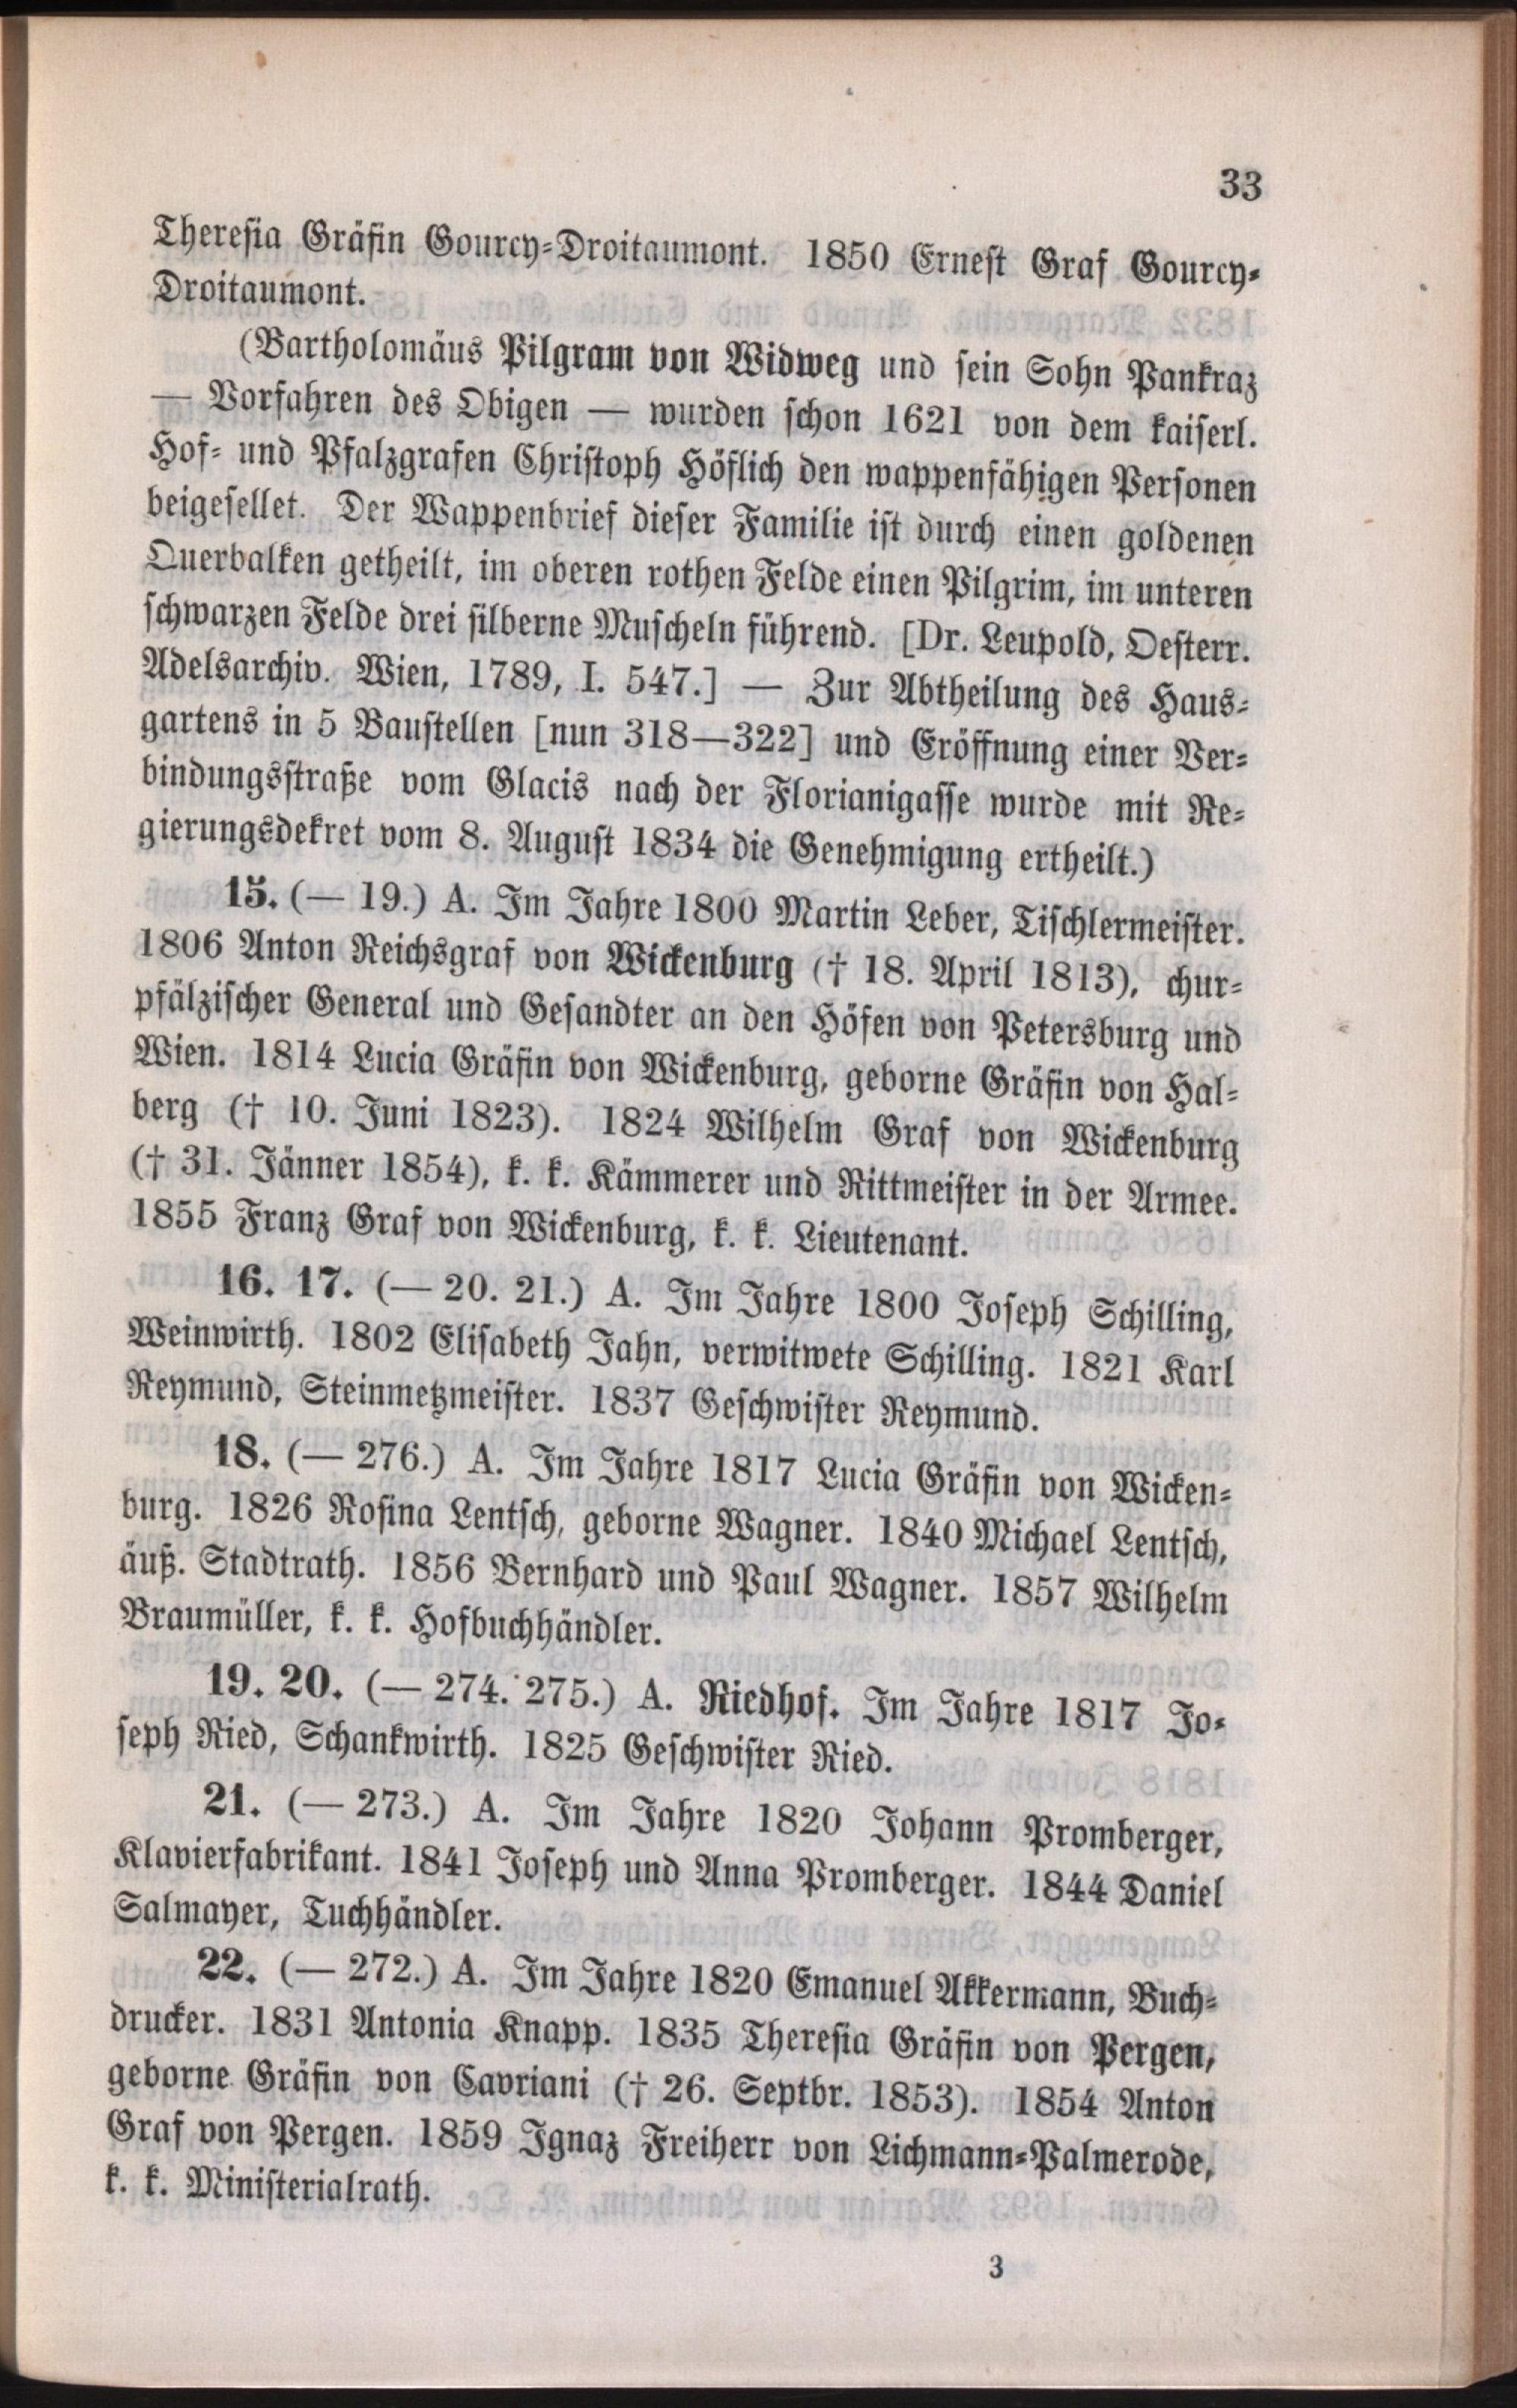 33
Theresia Gräfin Gourcy-Droitaumont. 1850 Ernest Graf Gourcy-
Droitaumont.
(Bartholomäus Pilgram von Widweg und sein Sohn Pankraz
— Vorfahren des Obigen — wurden schon 1621 von dem kaiserl.
Hof- und Pfalzgrafen Christoph Höflich den wappenfähigen Personen
beigesellet. Der Wappenbrief dieser Familie ist durch einen goldenen
Querbalken getheilt, im oberen rothen Felde einen Pilgrim, im unteren
schwarzen Felde drei silberne Muscheln führend. [Dr. Leupold, Oesterr.
Adelsarchiv. Wien, 1789, I. 547.] — Zur Abtheilung des Haus-
gartens in 5 Baustellen [nun 318—322] und Eröffnung einer Ver-
bindungsstraße vom Glacis nach der Florianigasse wurde mit Re-
gierungsdekret vom 8. August 1834 die Genehmigung ertheilt.)
15. (— 19.) A. Im Jahre 1800 Martin Leber, Tischlermeister.
1806 Anton Reichsgraf von Wickenburg († 18. April 1813), chur-
pfälzischer General und Gesandter an den Höfen von Petersburg und
Wien. 1814 Lucia Gräfin von Wickenburg, geborne Gräfin von Hal-
berg († 10. Juni 1823). 1824 Wilhelm Graf von Wickenburg
(† 31. Jänner 1854), k. k. Kämmerer und Rittmeister in der Armee.
1855 Franz Graf von Wickenburg, k. k. Lieutenant.
16. 17. (— 20. 21.) A. Im Jahre 1800 Joseph Schilling,
Weinwirth. 1802 Elisabeth Jahn, verwitwete Schilling. 1821 Karl
Reymund, Steinmetzmeister. 1837 Geschwister Reymund.
18. (— 276.) A. Im Jahre 1817 Lucia Gräfin von Wicken-
burg. 1826 Rosina Lentsch, geborne Wagner. 1840 Michael Lentsch,
äuß. Stadtrath. 1856 Bernhard und Paul Wagner. 1857 Wilhelm
Braumüller, k. k. Hofbuchhändler.
19. 20. (— 274. 275.) A. Riedhof. Im Jahre 1817 Jo-
seph Ried, Schankwirth. 1825 Geschwister Ried.
21. (— 273.) A. Im Jahre 1820 Johann Promberger,
Klavierfabrikant. 1841 Joseph und Anna Promberger. 1844 Daniel
Salmayer, Tuchhändler.
22. (— 272.) A. Im Jahre 1820 Emanuel Akkermann, Buch-
drucker. 1831 Antonia Knapp. 1835 Theresia Gräfin von Pergen,
geborne Gräfin von Cavriani († 26. Septbr. 1853). 1854 Anton
Graf von Pergen. 1859 Ignaz Freiherr von Lichmann-Palmerode,
k. k. Ministerialrath.
3